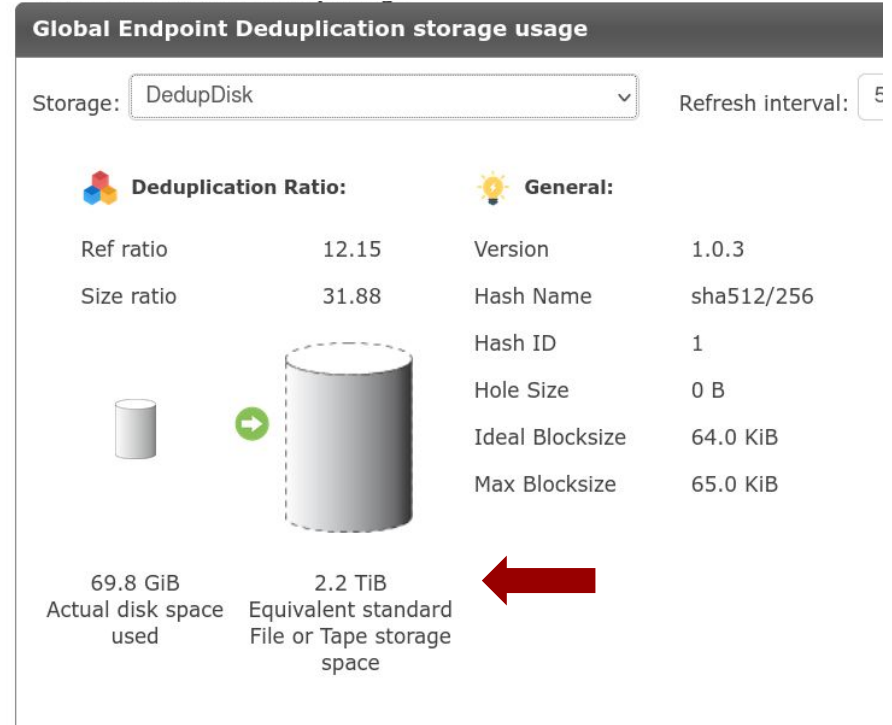 Global Endpoint Deduplication storage usage
Storage: DedupDisk Refresh interval: 5
Deduplication Ratio: General:
Ref ratio 12.15 Version 1.0.3
Size ratio 31.88 Hash Name sha512/256
Hash ID 1
Hole Size 0 B
Ideal Blocksize 64.0 KiB
Max Blocksize 65.0 KiB
69.8 GiB 2.2 TiB
Actual disk space Equivalent standard
used File or Tape storage
space